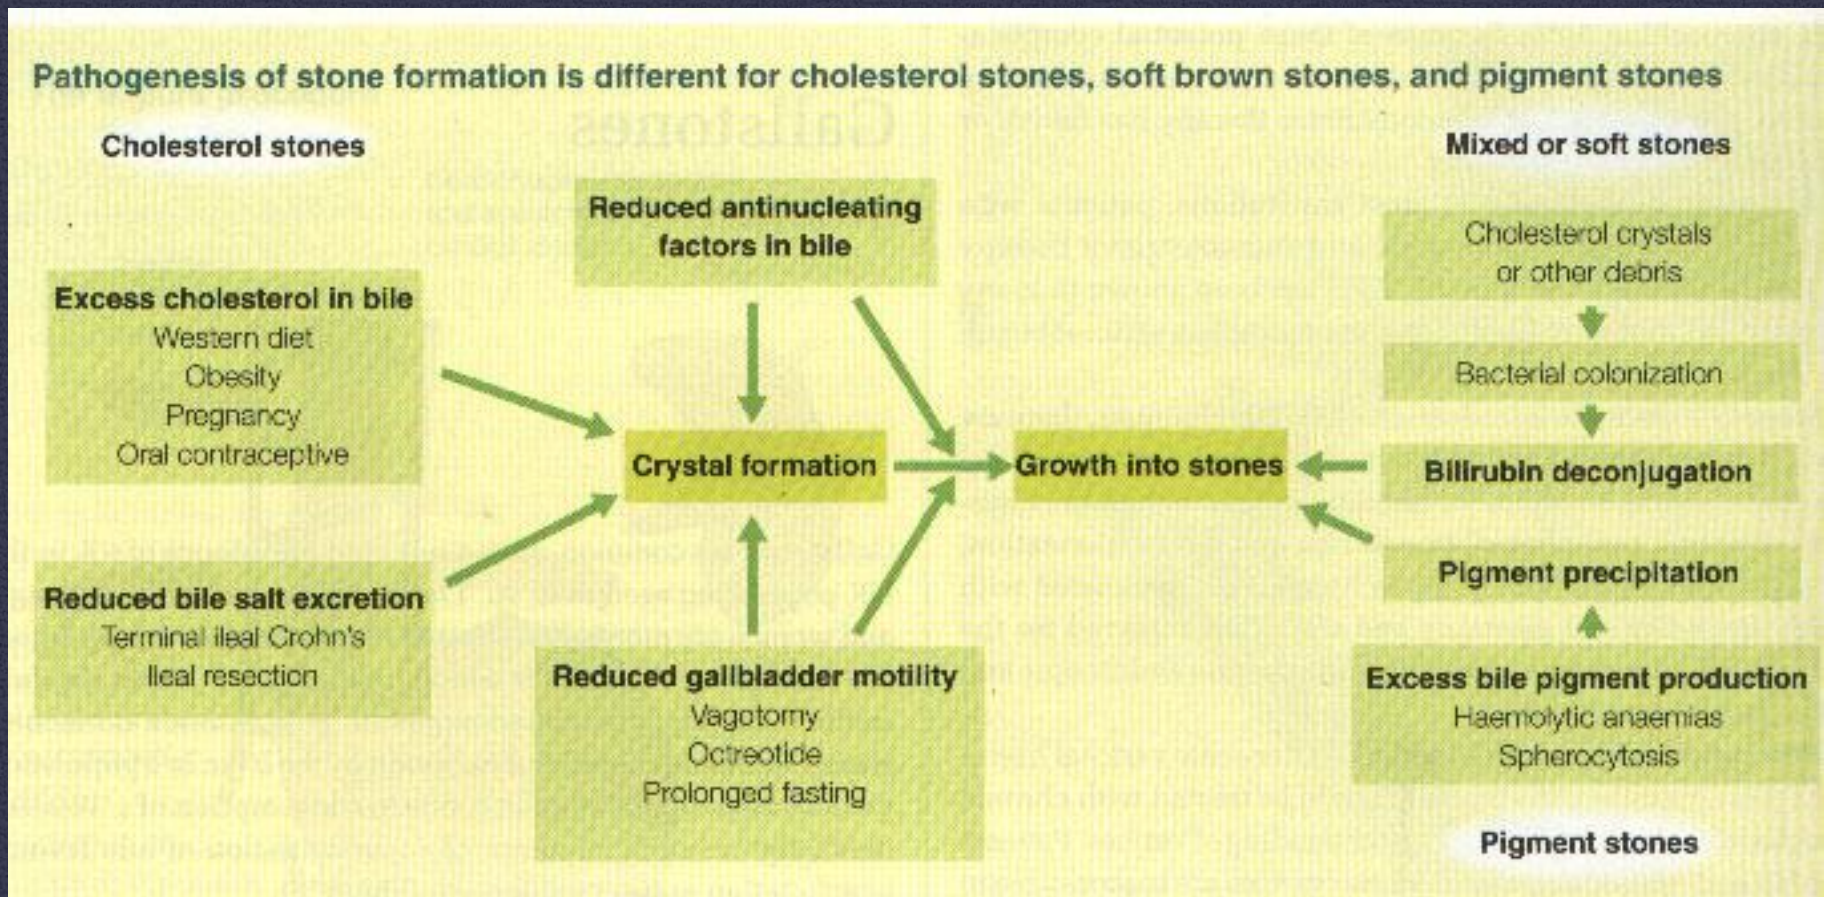 Pathogenesis of stone formation is different for cholesterol stones, soft brown stones, and pigment stones
Cholesterol stones
Excess cholesterol in bile
Western diet
Obesity
Pregnancy
Oral contraceptive
Reduced bile salt excretion
Terminal ileal Crohn's
Ileal resection
Reduced antinucleating
factors in bile
Crystal formation
Growth into stones
Reduced gallbladder motility
Vagotomy
Octreotide
Prolonged fasting
Mixed or soft stones
Cholesterol crystals
or other debris
Bacterial colonization
Bilirubin deconjugation
Pigment precipitation
Excess bile pigment production
Haemolytic anaemias
Spherocytosis
Pigment stones
Gallstones